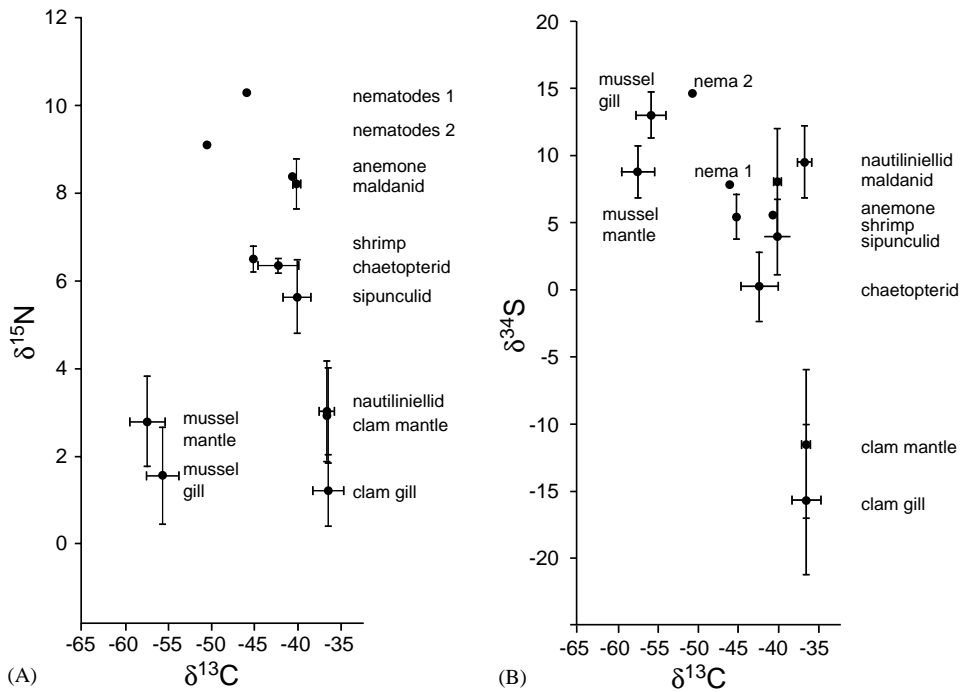 12
10
8
6
4
2
0
δ15N
nematodes 1
nematodes 2
anemone
maldanid
shrimp
chaetopterid
sipunculid
nautiliniellid
clam mantle
clam gill
mussel
mantle
mussel
gill
-65 -60 -55 -50 -45 -40 -35
(A)
δ13C
20
15
10
5
0
-5
-10
-15
-20
δ34S
mussel
gill
nema 2
nema 1
mussel
mantle
nautiliniellid
maldanid
anemone
shrimp
sipunculid
chaetopterid
clam mantle
clam gill
-65 -60 -55 -50 -45 -40 -35
(B)
δ13C